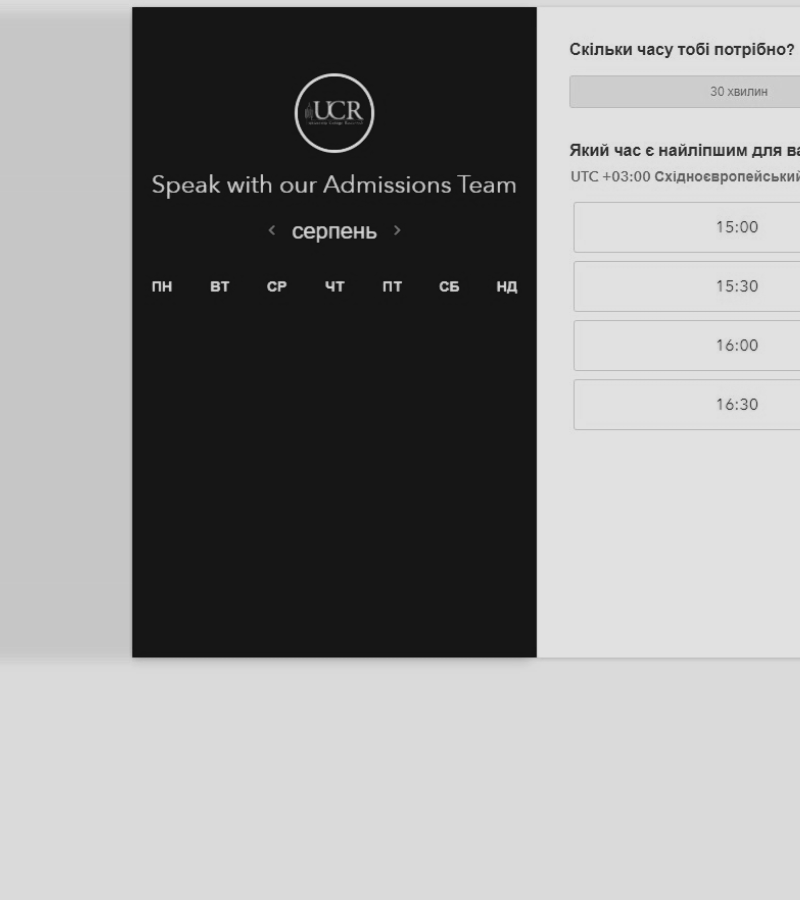 UCR
Speak with our Admissions Team
серпень
ПН ВТ СР ЧТ ПТ СБ НД
Скільки часу тобі потрібно?
30 хвилин
Який час є найліпшим для
UTC +03:00 Східноєвропейський
15:00
15:30
16:00
16:30